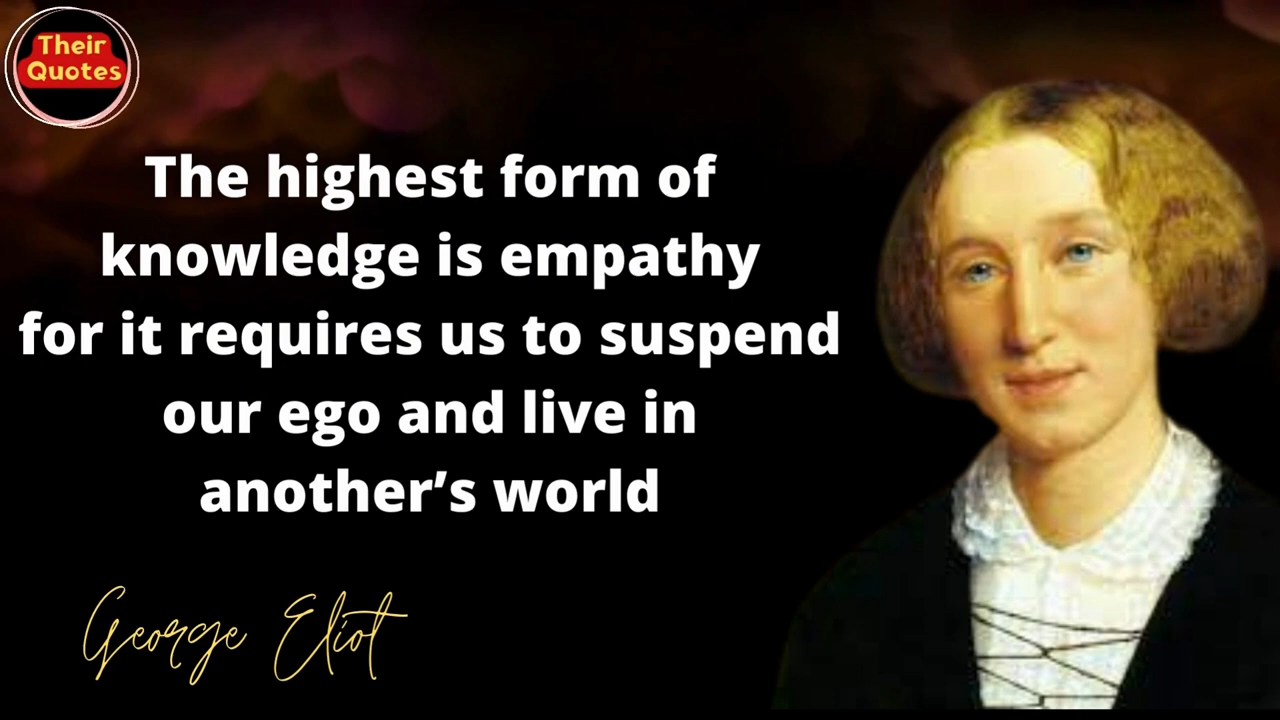 Their
Quotes
The highest form of
knowledge is empathy
for it requires us to suspend
our ego and live in
another’s world
George Eliot